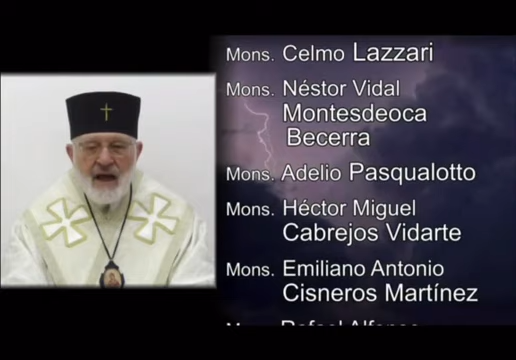 Mons. Celmo Lazzari
Mons. Néstor Vidal
Montesdeoca
Becerra
Mons. Adelio Pasqualotto
Mons. Héctor Miguel
Cabrejos Vidarte
Mons. Emiliano Antonio
Cisneros Martínez